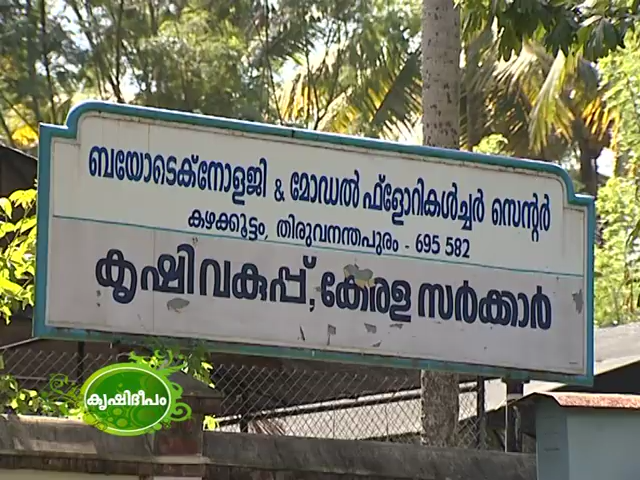 ബയോടെക്നോളജി & മോഡൽ ഫ്ളോറികൾച്ചർ സെന്റർ
കഴക്കൂട്ടം, തിരുവനന്തപുരം - 695 582
കൃഷി വകുപ്പ്, കേരള സർക്കാർ
കൃഷിദീപം